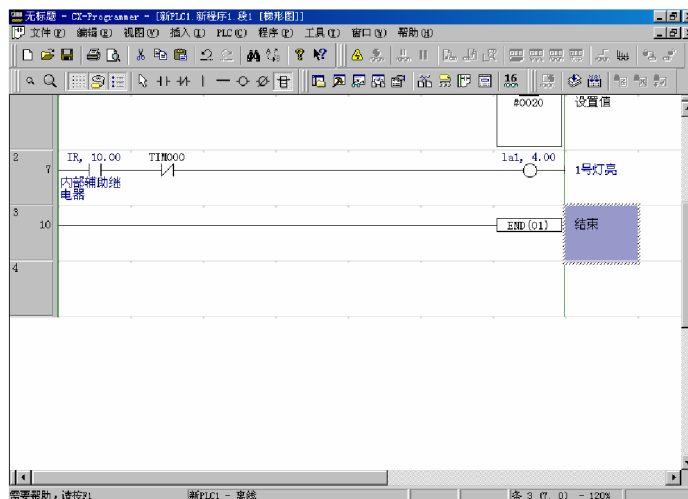 无标题 - CX-Programmer - [新PLC1.新程序1.段1 [梯形图]]
文件(F) 编辑(E) 视图(V) 插入(I) PLC(C) 程序(P) 工具(T) 窗口(W) 帮助(H)
16
#0020 设置值
2 IR, 10.00 TIM000 la1, 4.00
7 1号灯亮
内部辅助继
电器
3
10 END(01) 结束
4
需要帮助,请按F1 新PLC1 - 离线 条 3 (7, 0) - 120%